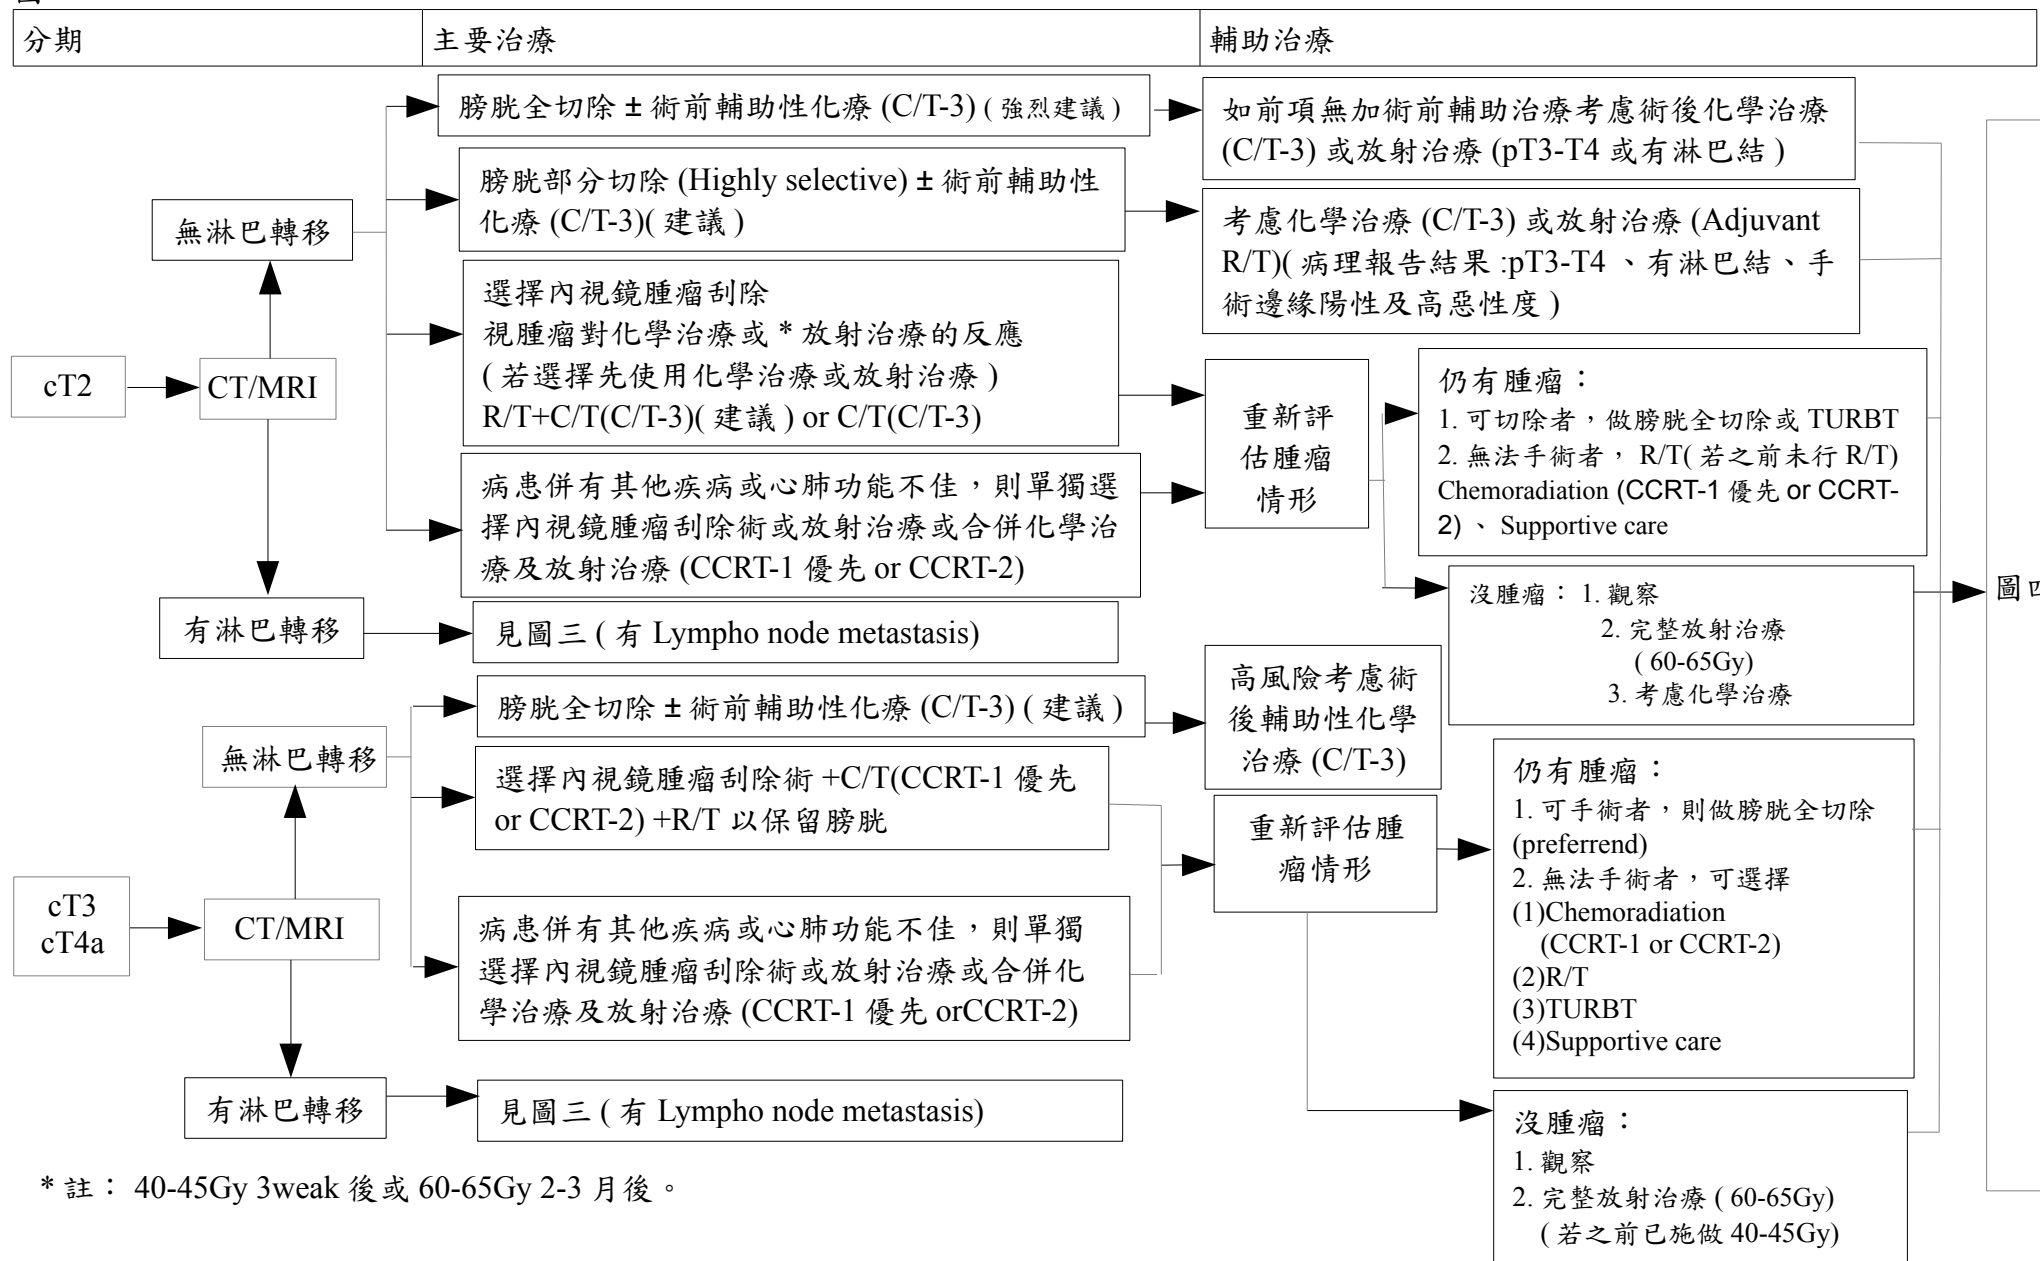 分期
主要治療
輔助治療
膀胱全切除 ± 術前輔助性化療 (C/T-3) ( 強烈建議 )
如前項無加術前輔助治療考慮術後化學治療
(C/T-3) 或放射治療 (pT3-T4 或有淋巴結 )
膀胱部分切除 (Highly selective) ± 術前輔助性
化療 (C/T-3)( 建議 )
考慮化學治療 (C/T-3) 或放射治療 (Adjuvant
R/T)( 病理報告結果 :pT3-T4 、有淋巴結、手
術邊緣陽性及高惡性度 )
無淋巴轉移
選擇內視鏡腫瘤刮除
視腫瘤對化學治療或 * 放射治療的反應
( 若選擇先使用化學治療或放射治療 )
R/T+C/T(C/T-3)( 建議 ) or C/T(C/T-3)
cT2
CT/MRI
重新評
估腫瘤
情形
仍有腫瘤：
1. 可切除者，做膀胱全切除或 TURBT
2. 無法手術者， R/T( 若之前未行 R/T)
Chemoradiation (CCRT-1 優先 or CCRT-
2) 、 Supportive care
病患併有其他疾病或心肺功能不佳，則單獨選
擇內視鏡腫瘤刮除術或放射治療或合併化學治
療及放射治療 (CCRT-1 優先 or CCRT-2)
沒腫瘤： 1. 觀察
2. 完整放射治療
( 60-65Gy)
3. 考慮化學治療
有淋巴轉移
見圖三 ( 有 Lympho node metastasis)
膀胱全切除 ± 術前輔助性化療 (C/T-3) ( 建議 )
高風險考慮術
後輔助性化學
治療 (C/T-3)
無淋巴轉移
選擇內視鏡腫瘤刮除術 +C/T(CCRT-1 優先
or CCRT-2) +R/T 以保留膀胱
重新評估腫
瘤情形
仍有腫瘤：
1. 可手術者，則做膀胱全切除
(preferrend)
2. 無法手術者，可選擇
(1)Chemoradiation
(CCRT-1 or CCRT-2)
(2)R/T
(3)TURBT
(4)Supportive care
cT3
cT4a
CT/MRI
病患併有其他疾病或心肺功能不佳，則單獨
選擇內視鏡腫瘤刮除術或放射治療或合併化
學治療及放射治療 (CCRT-1 優先 orCCRT-2)
有淋巴轉移
見圖三 ( 有 Lympho node metastasis)
沒腫瘤：
1. 觀察
2. 完整放射治療 ( 60-65Gy)
( 若之前已施做 40-45Gy)
* 註： 40-45Gy 3weak 後或 60-65Gy 2-3 月後。
圖四